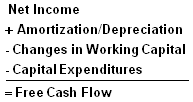 Net Income
+ Amortization/Depreciation
- Changes in Working Capital
- Capital Expenditures
= Free Cash Flow